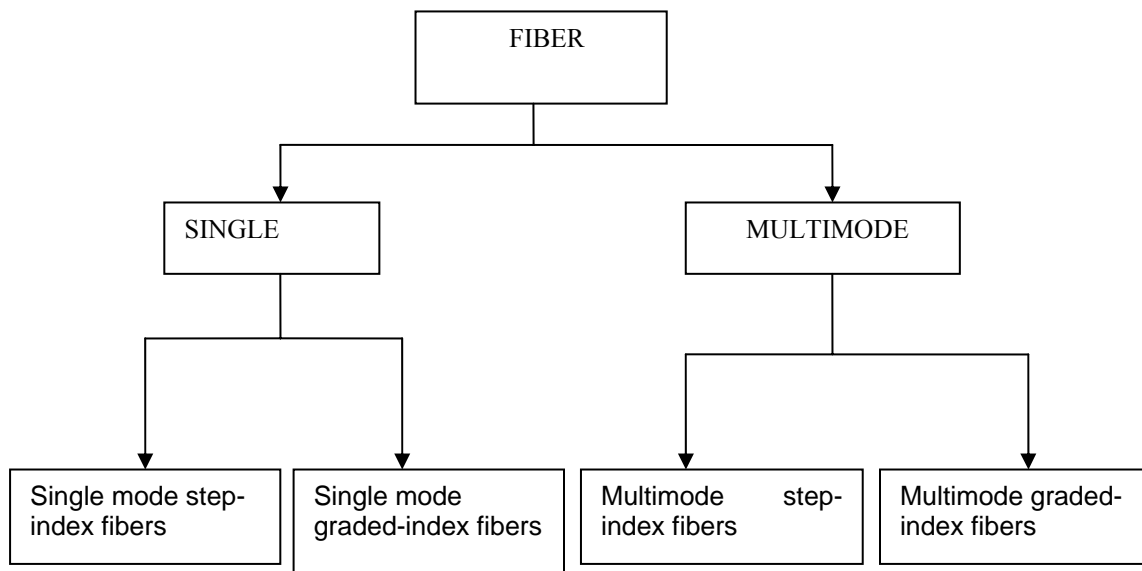 FIBER
SINGLE
MULTIMODE
Single mode step-
index fibers
Single mode
graded-index fibers
Multimode step-
index fibers
Multimode graded-
index fibers